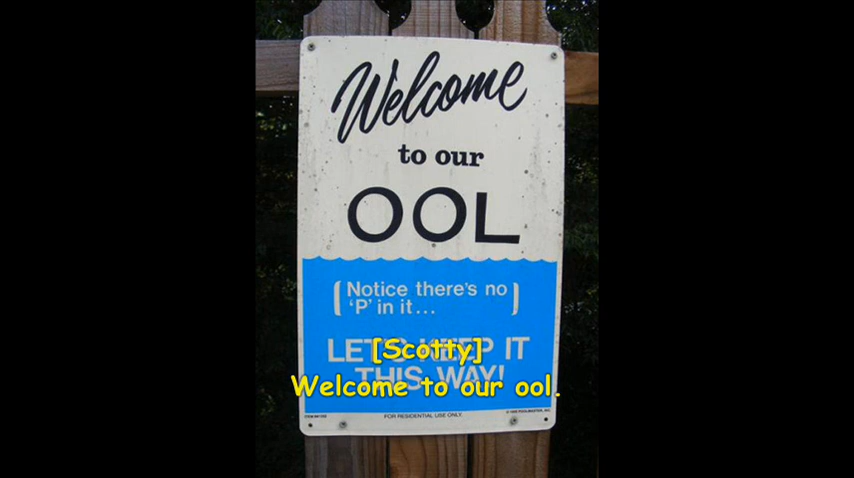 Welcome
to our
OOL
[Notice there's no
'P' in it...]
LET'S KEEP IT
THIS WAY!
[Scotty]
Welcome to our ool.
FOR RESIDENTIAL USE ONLY